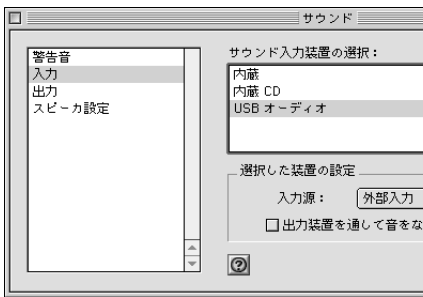 サウンド
警告音
入力
出力
スピーカ設定
サウンド入力装置の選択：
内蔵
内蔵 CD
USB オーディオ
選択した装置の設定
入力源： 外部入力
出力装置を通して音をな
?